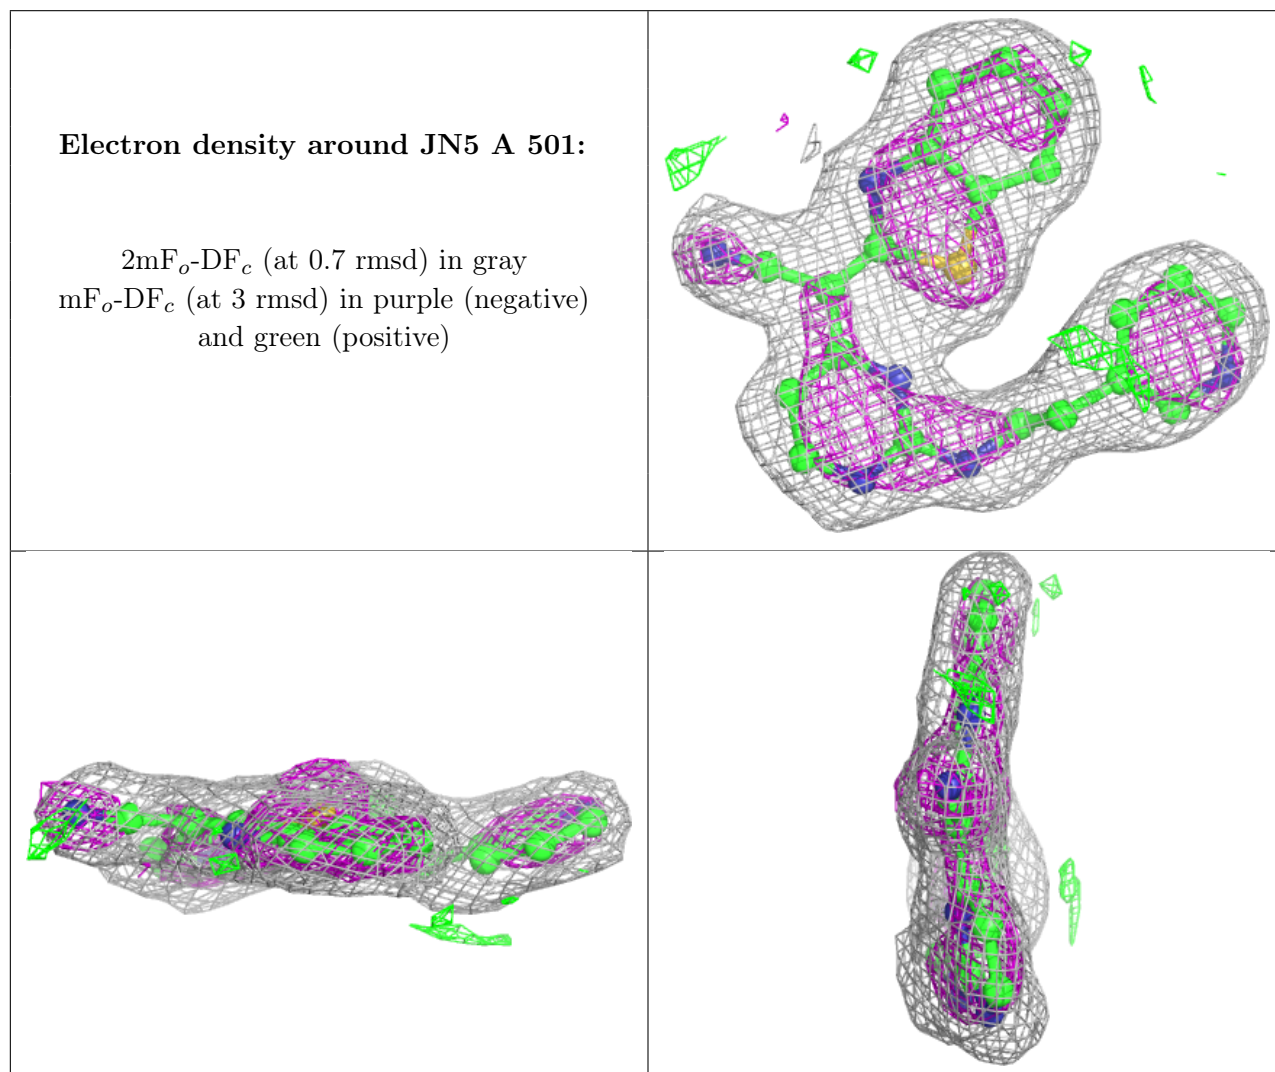 Electron density around JN5 A 501:
2mFₒ-DF𝒸 (at 0.7 rmsd) in gray
mFₒ-DF𝒸 (at 3 rmsd) in purple (negative)
and green (positive)